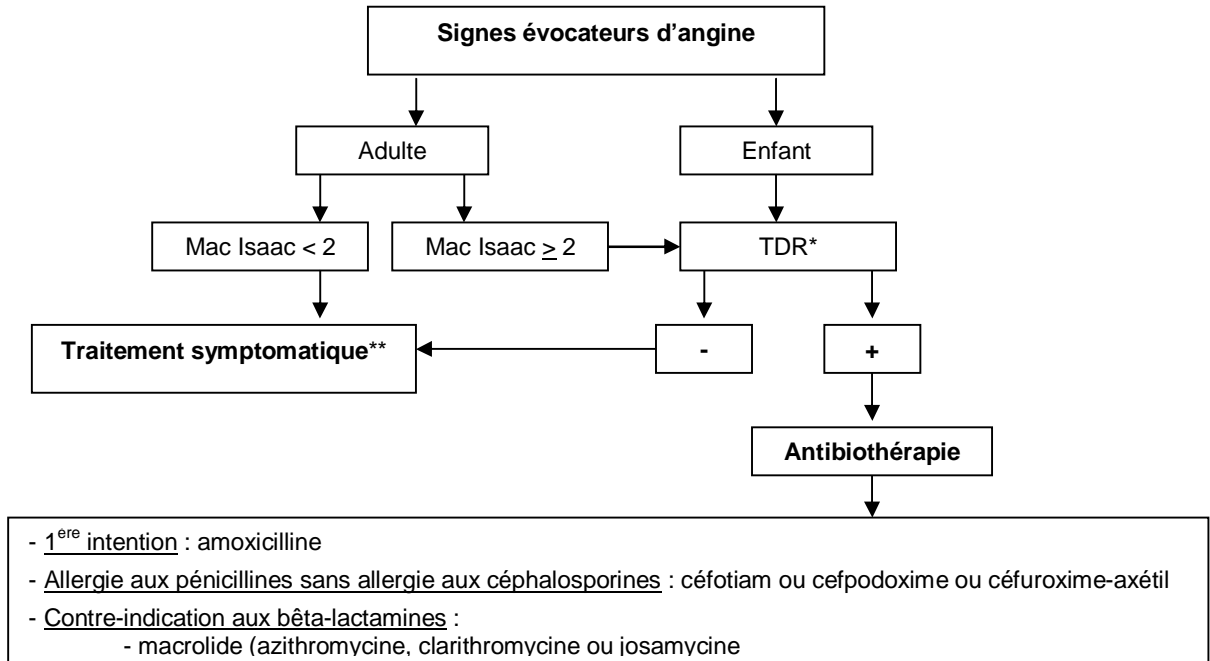 Signes évocateurs d'angine
Adulte
Enfant
Mac Isaac < 2
Mac Isaac ≥ 2
TDR*
Traitement symptomatique**
-
+
Antibiothérapie
- 1ère intention : amoxicilline
- Allergie aux pénicillines sans allergie aux céphalosporines : céfotiam ou cefpodoxime ou céfuroxime-axétil
- Contre-indication aux bêta-lactamines :
- macrolide (azithromycine, clarithromycine ou josamycine